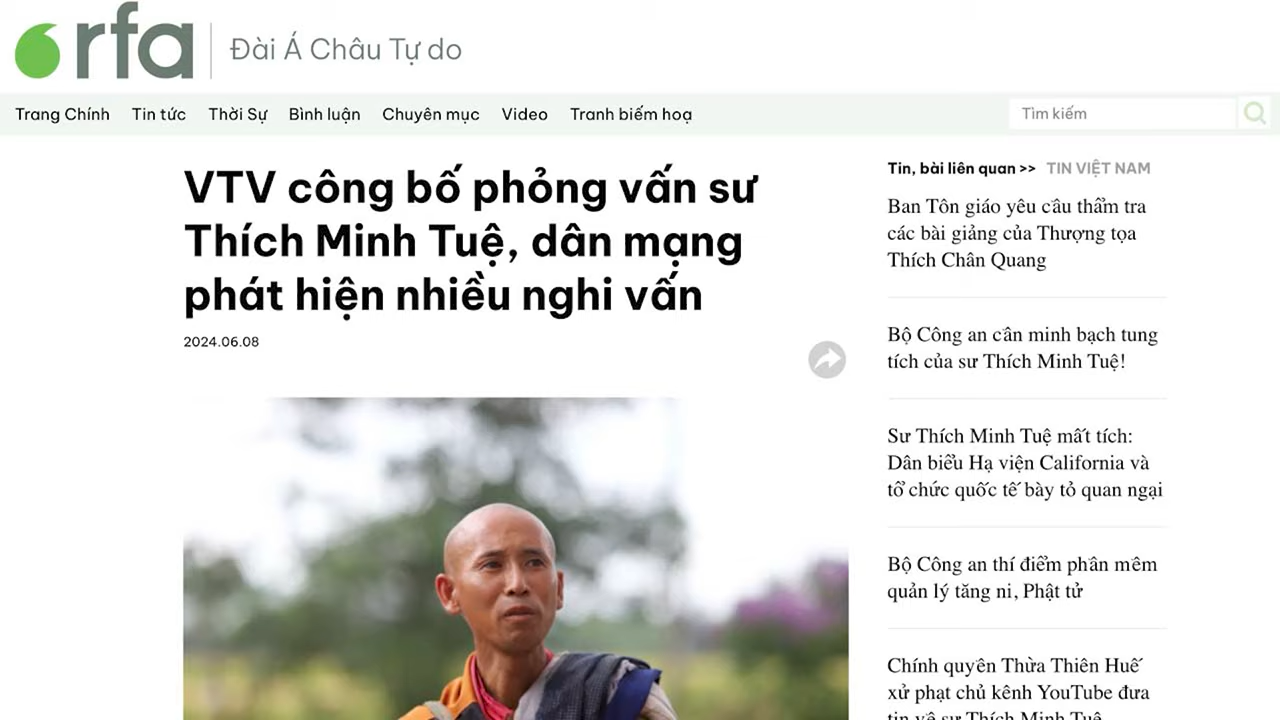 rfa Đài Á Châu Tự do
Trang Chính Tin tức Thời Sự Bình luận Chuyên mục Video Tranh biếm hoạ Tìm kiếm
VTV công bố phỏng vấn sư
Thích Minh Tuệ, dân mạng
phát hiện nhiều nghi vấn
2024.06.08
Tin, bài liên quan >> TIN VIỆT NAM
Ban Tôn giáo yêu cầu thẩm tra
các bài giảng của Thượng tọa
Thích Chân Quang
Bộ Công an cần minh bạch tung
tích của sư Thích Minh Tuệ!
Sư Thích Minh Tuệ mất tích:
Dân biểu Hạ viện California và
tổ chức quốc tế bày tỏ quan ngại
Bộ Công an thí điểm phần mềm
quản lý tăng ni, Phật tử
Chính quyền Thừa Thiên Huế
xử phạt chủ kênh YouTube đưa
tin về sư Thích Minh Tuệ